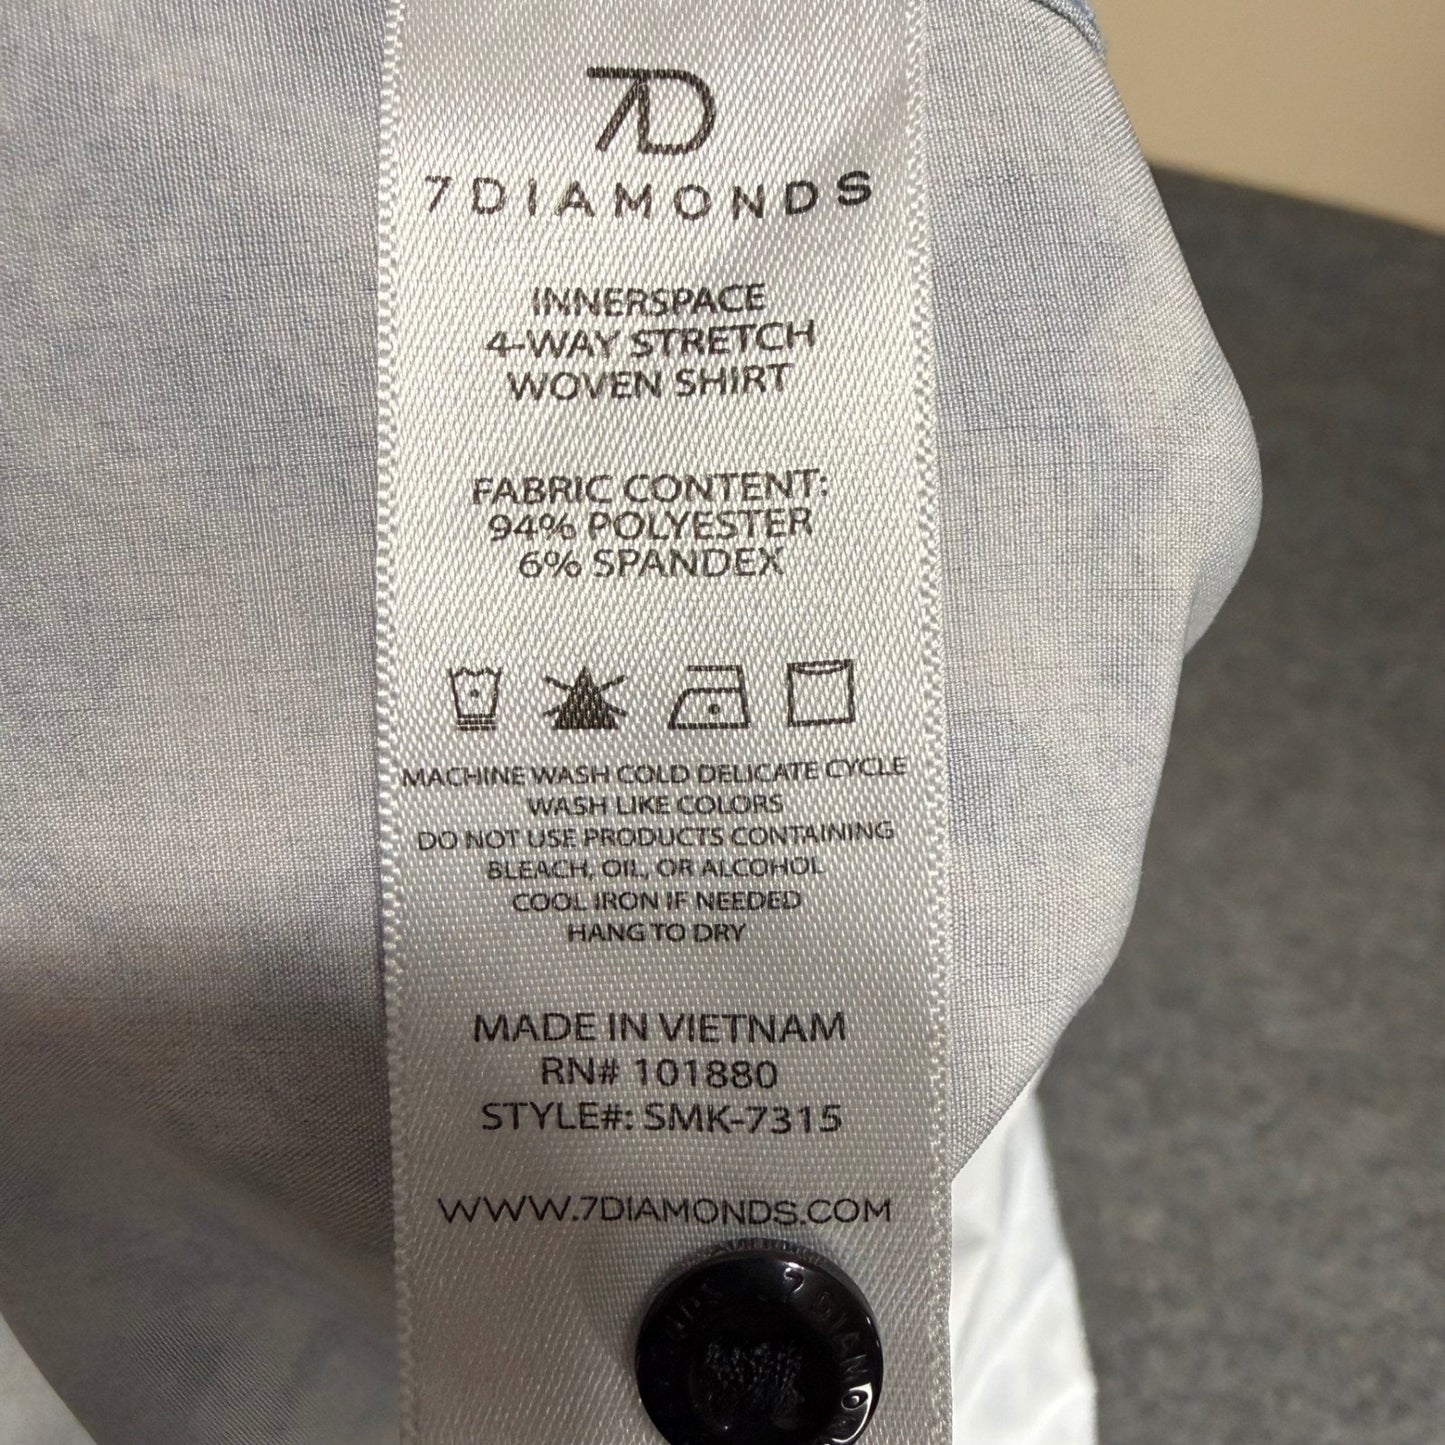 7D
7DIAMONDS
INNERSPACE
4-WAY STRETCH
WOVEN SHIRT
FABRIC CONTENT:
94% POLYESTER
6% SPANDEX
MACHINE WASH COLD DELICATE CYCLE
WASH LIKE COLORS
DO NOT USE PRODUCTS CONTAINING
BLEACH, OIL, OR ALCOHOL
COOL IRON IF NEEDED
HANG TO DRY
MADE IN VIETNAM
RN# 101880
STYLE#: SMK-7315
WWW.7DIAMONDS.COM